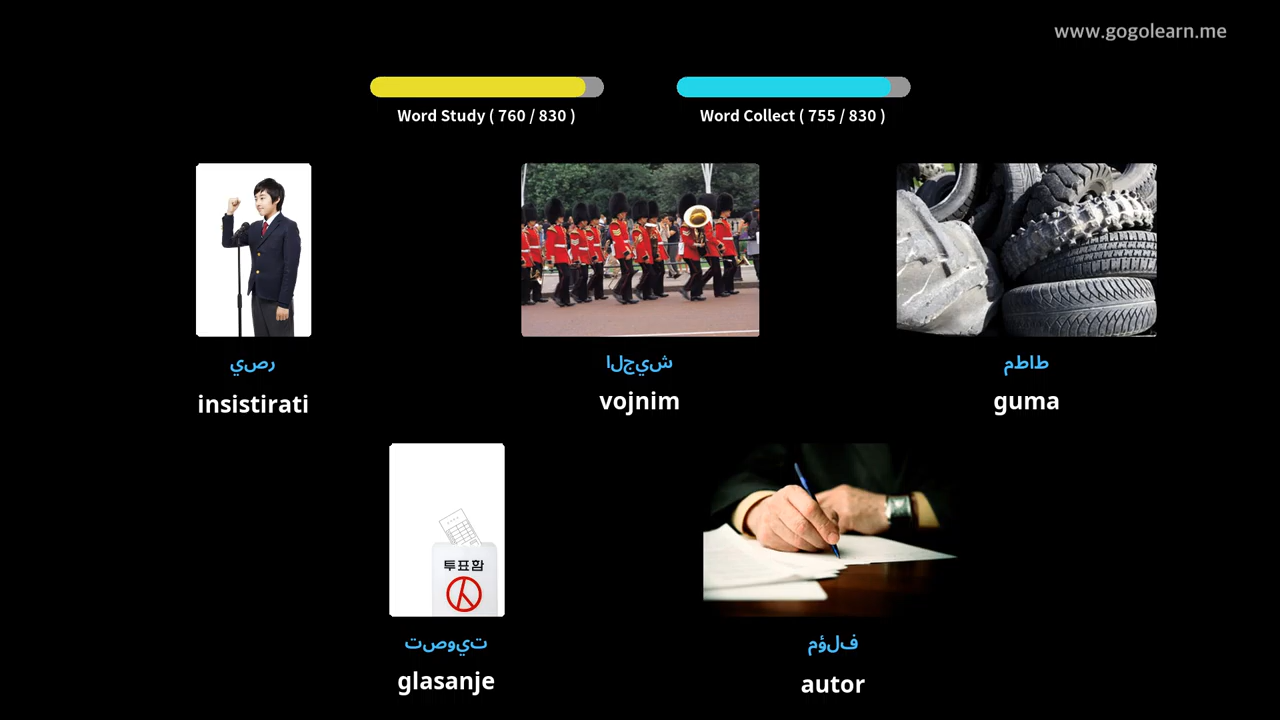 www.gogolearn.me
Word Study ( 760 / 830 )
Word Collect ( 755 / 830 )
يصر
insistirati
الجيش
vojnim
مطاط
guma
투표함
تصويت
glasanje
مؤلف
autor